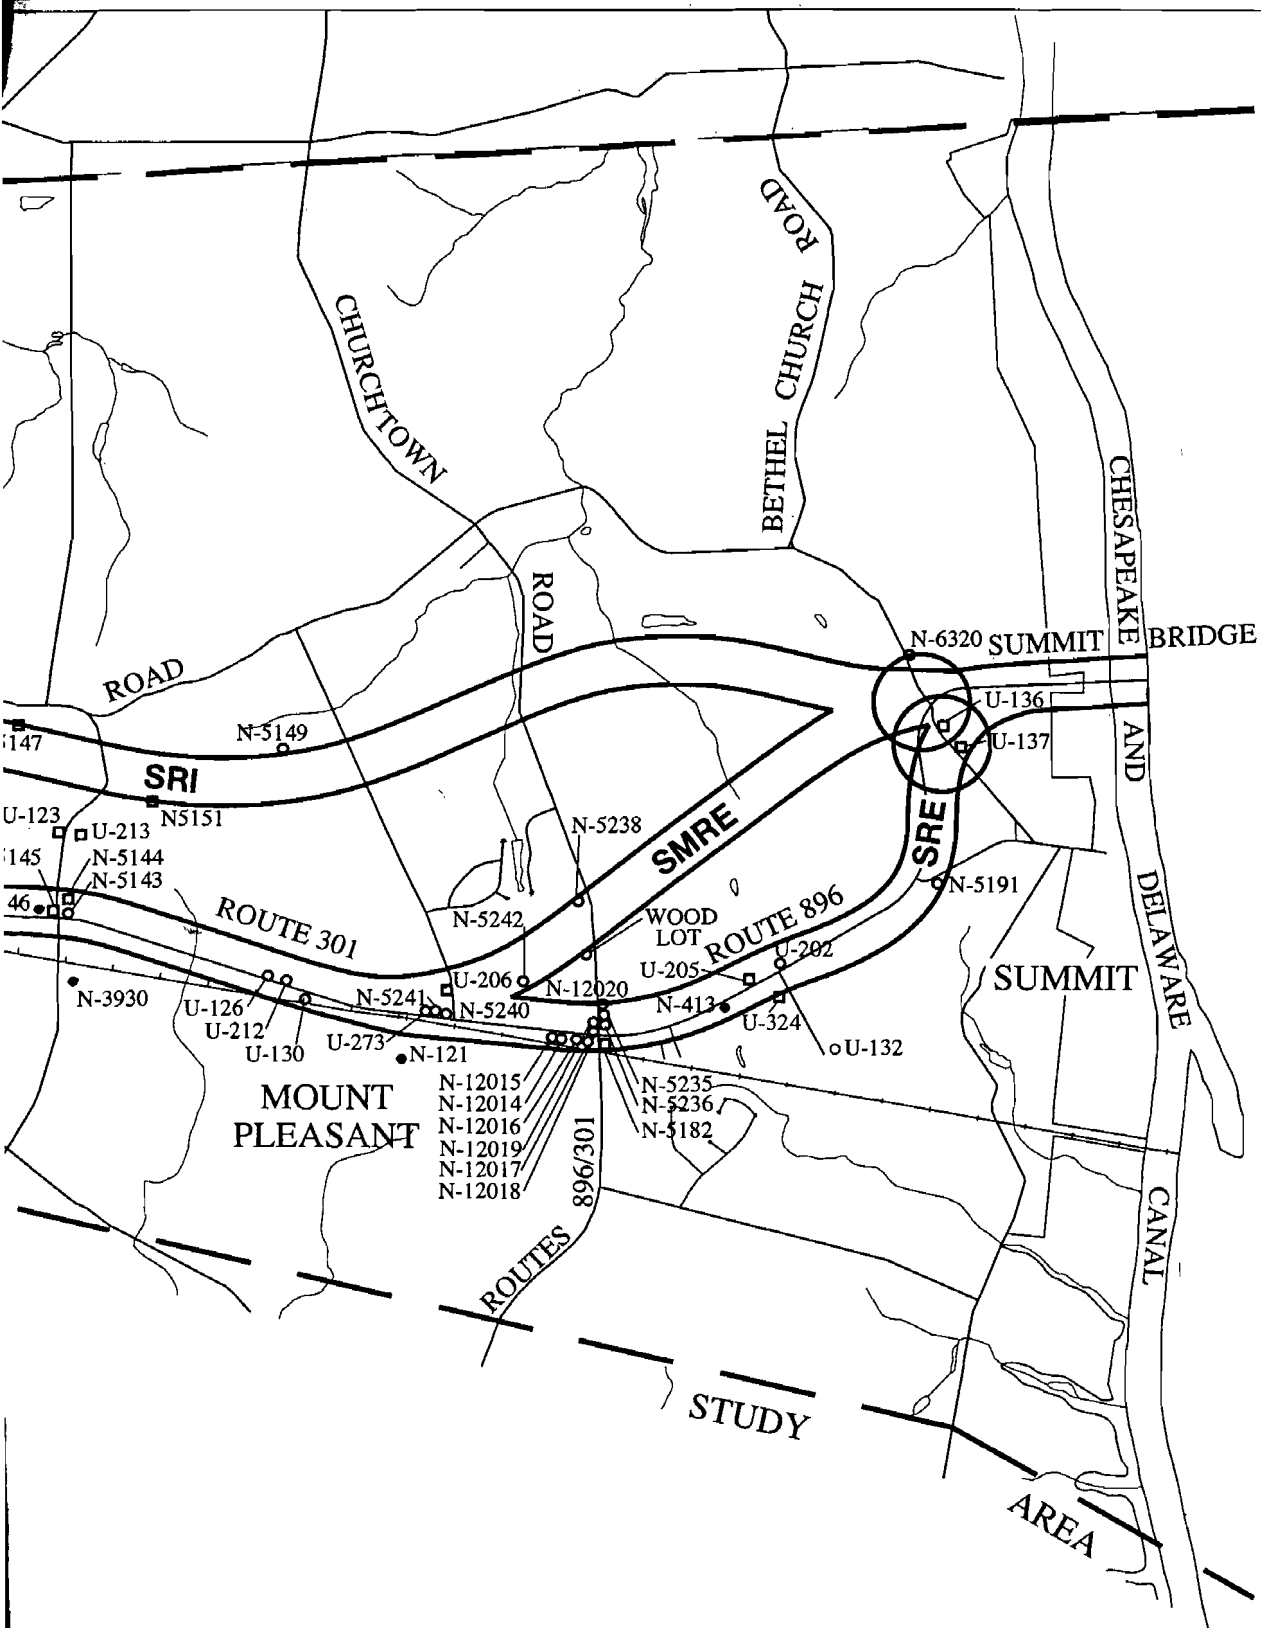 BETHEL CHURCH ROAD
CHURCHTOWN
ROAD
CHESAPEAKE
AND
DELAWARE
CANAL
N-6320
SUMMIT BRIDGE
ROAD
U-136
N-5149
U-137
5147
SRI
N5151
U-123
U-213
N-5238
SMRE
SRE
145
N-5144
N-5143
N-5191
46
ROUTE 301
N-5242
WOOD
LOT
ROUTE 896
U-202
U-205
SUMMIT
N-3930
U-206
N-12020
U-126
N-5241
N-5240
N-413
U-324
U-212
U-273
U-130
N-121
U-132
MOUNT
PLEASANT
N-12015
N-12014
N-12016
N-12019
N-12017
N-12018
N-5235
N-5236
N-5182
ROUTES 896/301
STUDY
AREA